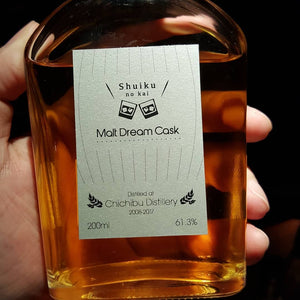 Shuiku
no kai
Malt Dream Cask
Distilled at
Chichibu Distillery
2008-2017
200ml
61.3%